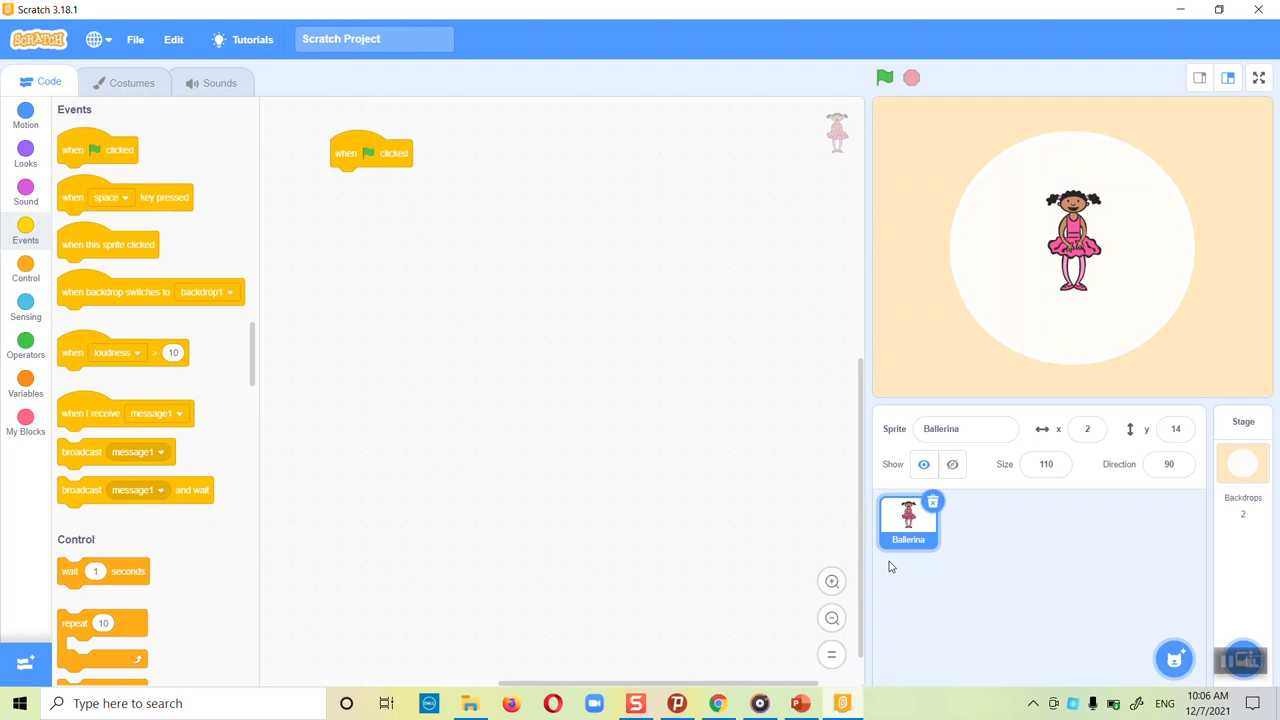 Scratch 3.18.1
SCRATCH File Edit Tutorials Scratch Project
Code Costumes Sounds
Motion
Looks
Sound
Events
Control
Sensing
Operators
Variables
My Blocks
Events
when clicked
when space key pressed
when this sprite clicked
when backdrop switches to backdrop1
when loudness > 10
when I receive message1
broadcast message1
broadcast message1 and wait
Control
wait 1 seconds
repeat 10
when clicked
Sprite Ballerina x 2 y 14
Show Size 110 Direction 90
Ballerina
Stage
Backdrops
2
Type here to search
DELL
S
P
10:06 AM
12/7/2021